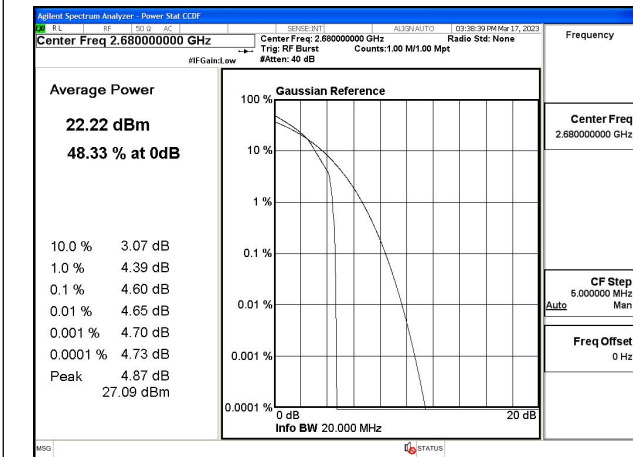 Agilent Spectrum Analyzer - Power Stat CCDF
RL RF 50 Ω AC SENSE:INT ALIGNAUTO 03:38:39 PM Mar 17, 2023
Center Freq 2.680000000 GHz
Center Freq: 2.680000000 GHz Radio Std: None
Trig: RF Burst Counts:1.00 M/1.00 Mpt
#IFGain:Low #Atten: 40 dB
Frequency
Average Power
22.22 dBm
48.33 % at 0dB
10.0 % 3.07 dB
1.0 % 4.39 dB
0.1 % 4.60 dB
0.01 % 4.65 dB
0.001 % 4.70 dB
0.0001 % 4.73 dB
Peak 4.87 dB
27.09 dBm
Gaussian Reference
100 %
10 %
1 %
0.1 %
0.01 %
0.001 %
0.0001 %
0 dB 20 dB
Info BW 20.000 MHz
Center Freq
2.680000000 GHz
CF Step
5.000000 MHz
Auto Man
Freq Offset
0 Hz
MSG STATUS